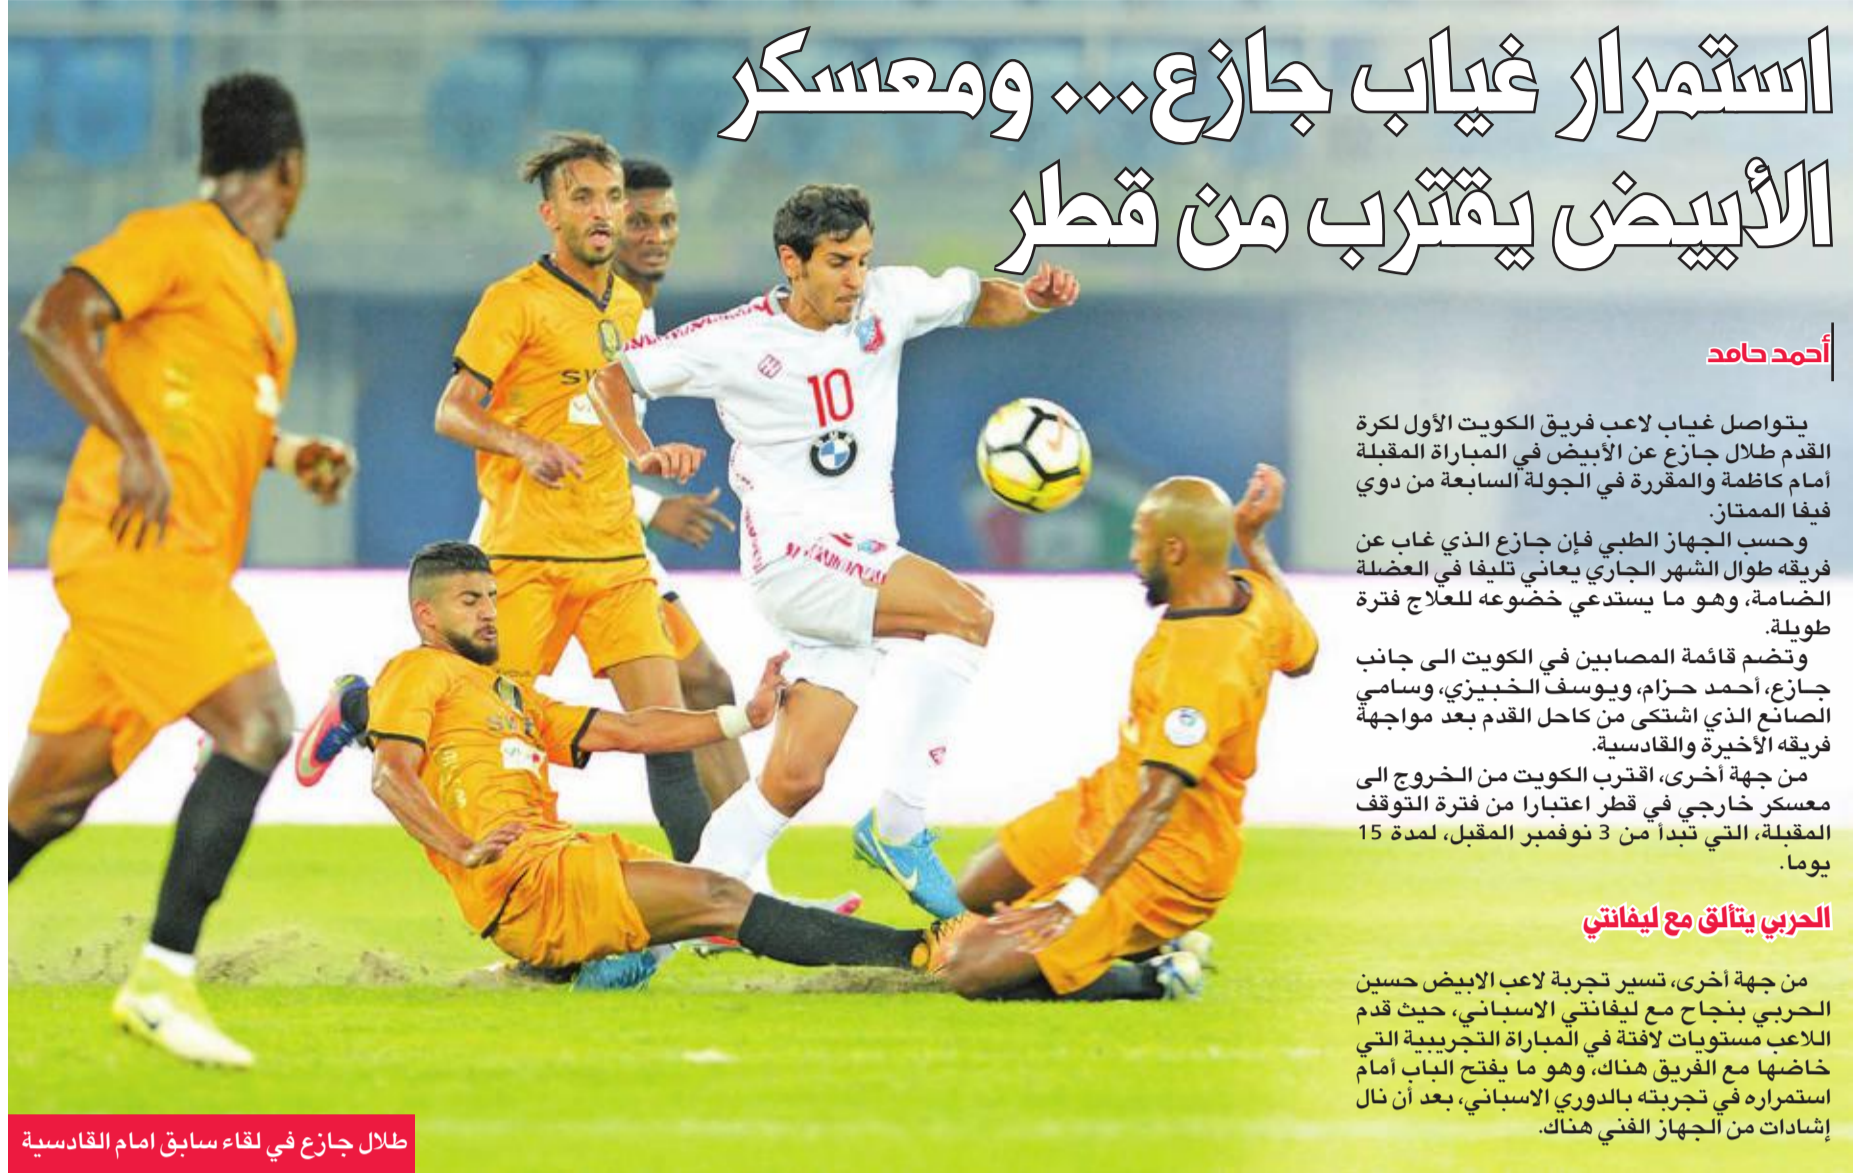 استمرار غياب جازع... ومعسكر
الأبيض يقترب من قطر
أحمد حامد
يتواصل غياب لاعب فريق الكويت الأول لكرة
القدم طلال جازع عن الأبيض في المباراة المقبلة
أمام كاظمة والمقررة في الجولة السابعة من دوي
فيفا الممتاز.
وحسب الجهاز الطبي فإن جازع الذي غاب عن
فريقه طوال الشهر الجاري يعاني تليفا في العضلة
الضامة، وهو ما يستدعي خضوعه للعلاج فترة
طويلة.
وتضم قائمة المصابين في الكويت الى جانب
جازع، أحمد حزام، ويوسف الخبيزي، وسامي
الصانع الذي اشتكى من كاحل القدم بعد مواجهة
فريقه الأخيرة والقادسية.
من جهة أخرى، اقترب الكويت من الخروج الى
معسكر خارجي في قطر اعتبارا من فترة التوقف
المقبلة، التي تبدأ من 3 نوفمبر المقبل، لمدة 15
يوما.
الحربي يتألق مع ليفانتي
من جهة أخرى، تسير تجربة لاعب الابيض حسين
الحربي بنجاح مع ليفانتي الاسباني، حيث قدم
اللاعب مستويات لافتة في المباراة التجريبية التي
خاضها مع الفريق هناك، وهو ما يفتح الباب أمام
استمراره في تجربته بالدوري الاسباني، بعد أن نال
إشادات من الجهاز الفني هناك.
10
BMW
طلال جازع في لقاء سابق امام القادسية